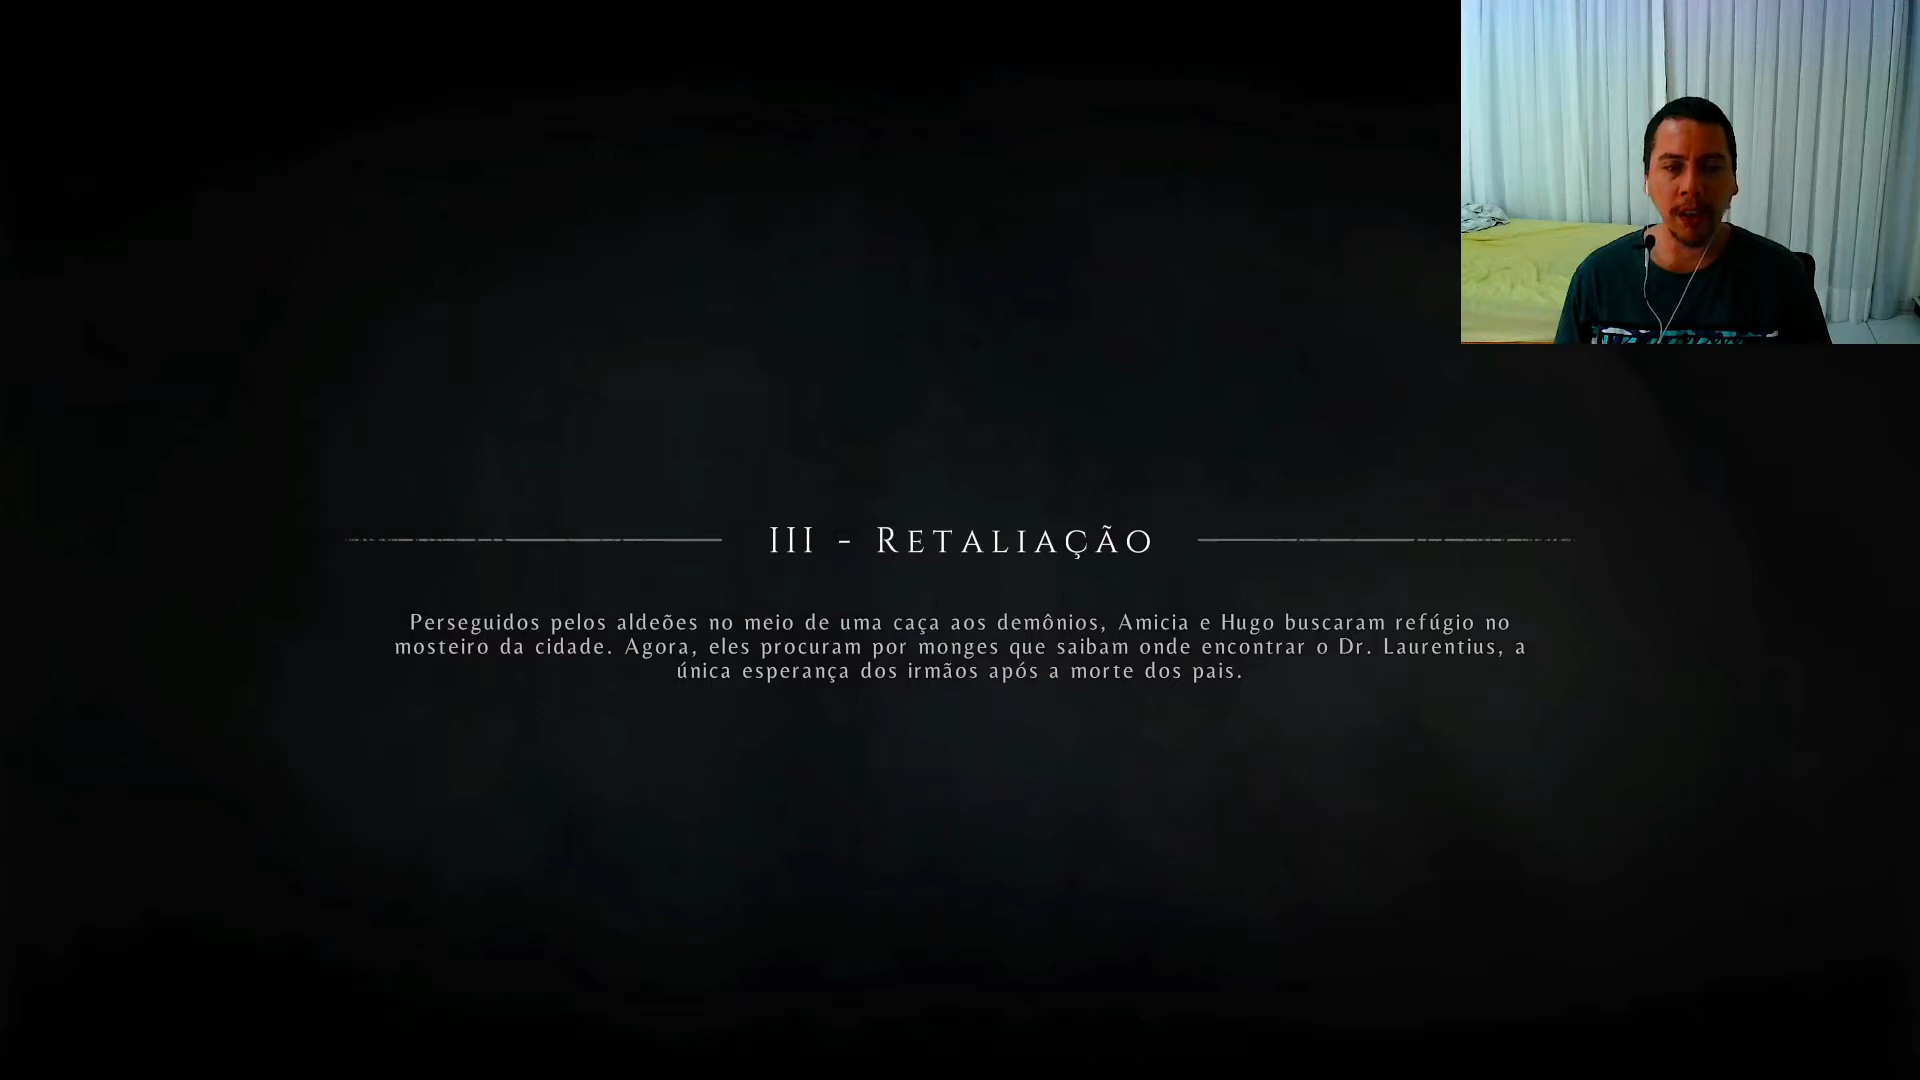 III - Retaliação
Perseguidos pelos aldeões no meio de uma caça aos demônios, Amicia e Hugo buscaram refúgio no
mosteiro da cidade. Agora, eles procuram por monges que saibam onde encontrar o Dr. Laurentius, a
única esperança dos irmãos após a morte dos pais.